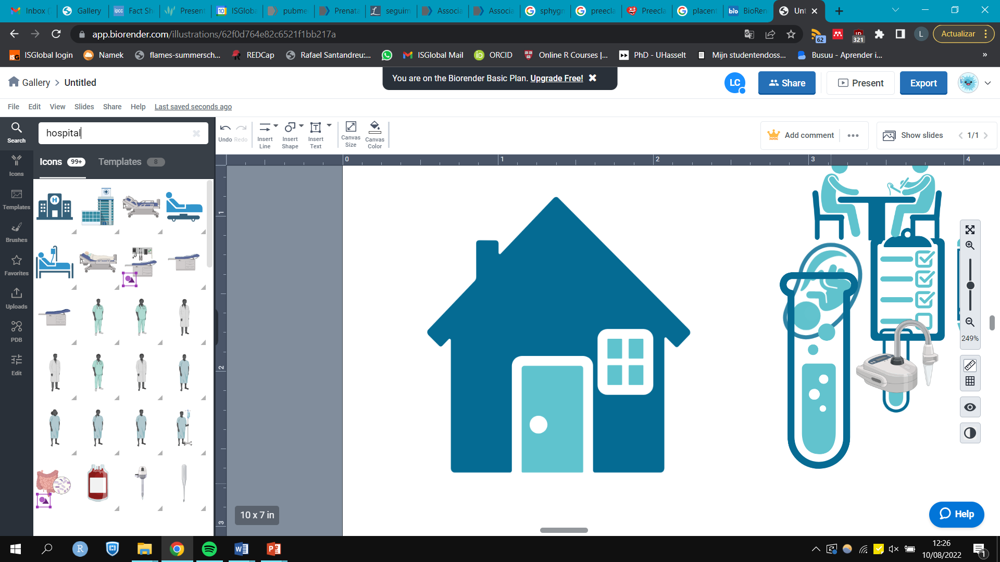 Inbox (
Gallery
Fact Sh
Present
ISGloba
pubme
Prenata
seguim
Associa
Associa
sphygn
preecla
Preecla
placent
BioRen
Unt
app.biorender.com/illustrations/62f0d764e82c6521f1bb217a
62
321
L
Actualizar
ISGlobal login
Namek
flames-summersch...
REDCap
Rafael Santandreu:...
ISGlobal Mail
ORCID
Online R Courses |...
PhD - UHasselt
Mijn studentendoss...
Busuu - Aprender i...
»
Gallery > Untitled
You are on the Biorender Basic Plan. Upgrade Free!
LC
Share
Present
Export
File
Edit
View
Slides
Share
Help
Last saved seconds ago
Search
hospital
Undo
Redo
Insert Line
Insert Shape
Insert Text
Canvas Size
Canvas Color
Add comment
Show slides
1/1
Icons 99+
Templates 8
0
1
2
3
4
Icons
Templates
Brushes
Favorites
Uploads
PDB
Edit
H
1
2
3
249%
10 x 7 in
Help
12:26
10/08/2022
1